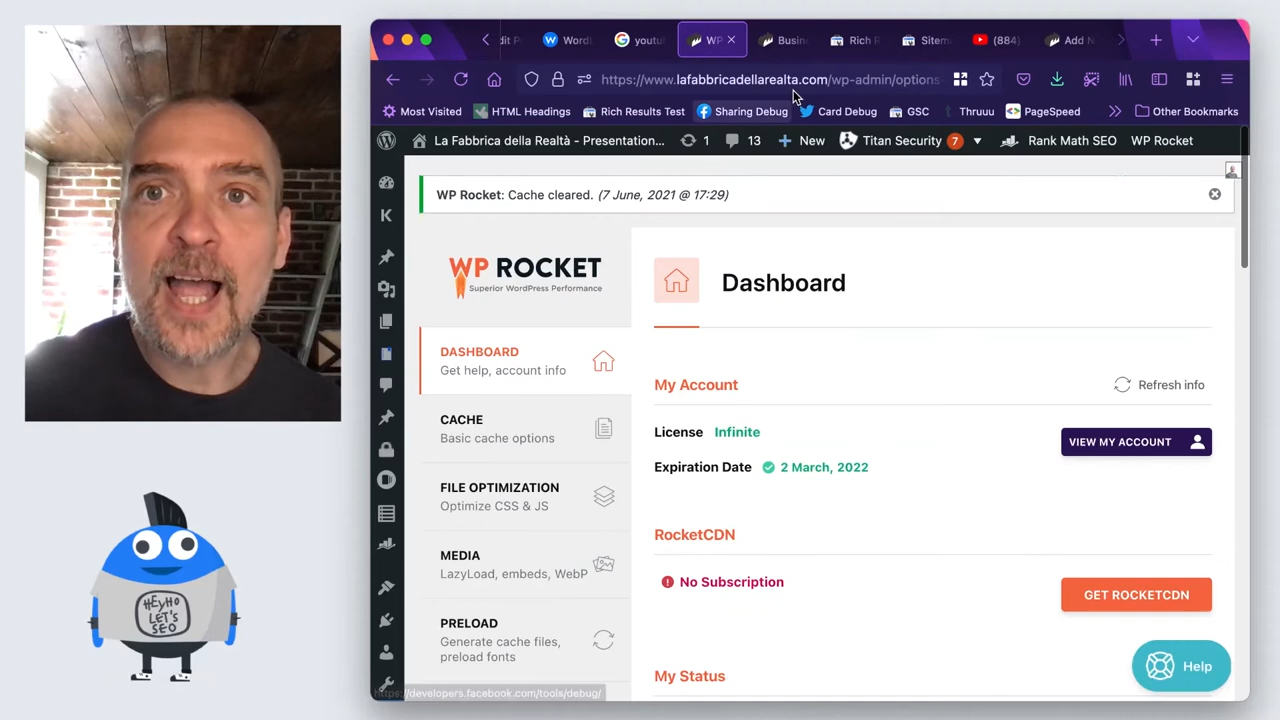 dit P
WordL
youtu
WP
Busin
Rich R
Sitem
(884)
Add N
https://www.lafabbricadellarealta.com/wp-admin/options-
Most Visited
HTML Headings
Rich Results Test
Sharing Debug
Card Debug
GSC
Thruuu
PageSpeed
Other Bookmarks
La Fabbrica della Realtà - Presentation...
1
13
New
Titan Security
7
Rank Math SEO
WP Rocket
WP Rocket: Cache cleared. (7 June, 2021 @ 17:29)
WP ROCKET
Superior WordPress Performance
Dashboard
DASHBOARD
Get help, account info
CACHE
Basic cache options
FILE OPTIMIZATION
Optimize CSS & JS
MEDIA
LazyLoad, embeds, WebP
PRELOAD
Generate cache files,
preload fonts
My Account
Refresh info
License Infinite
VIEW MY ACCOUNT
Expiration Date 2 March, 2022
RocketCDN
No Subscription
GET ROCKETCDN
My Status
Help
https://developers.facebook.com/tools/debug/
HEYHO
LET'S
SEO